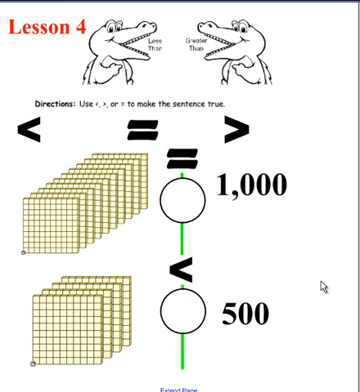 Lesson 4
Less
Than
Greater
Than
Directions: Use <, >, or = to make the sentence true.
< = >
=
1,000
<
500
Extend Page